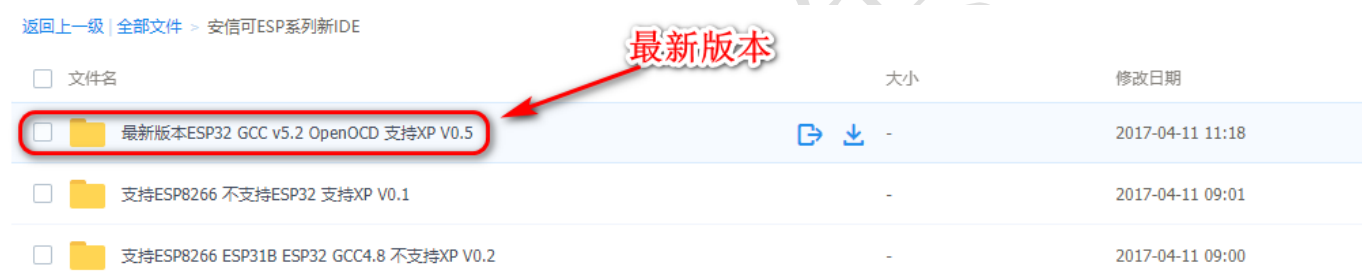 返回上一级 | 全部文件 > 安信可ESP系列新IDE
最新版本
文件名 大小 修改日期
最新版本ESP32 GCC v5.2 OpenOCD 支持XP V0.5 - 2017-04-11 11:18
支持ESP8266 不支持ESP32 支持XP V0.1 - 2017-04-11 09:01
支持ESP8266 ESP31B ESP32 GCC4.8 不支持XP V0.2 - 2017-04-11 09:00